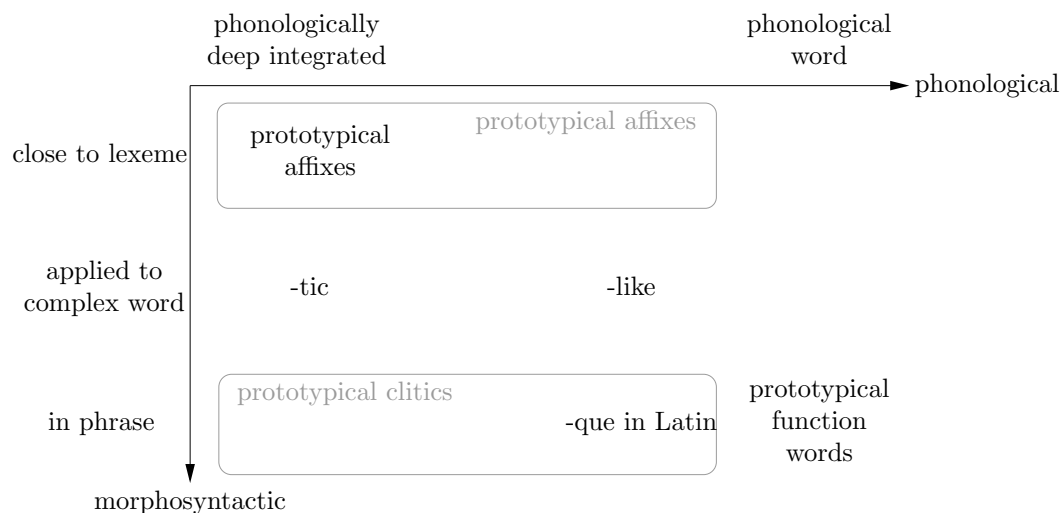 phonologically
deep integrated
phonological
word
phonological
close to lexeme
prototypical
affixes
prototypical affixes
applied to
complex word
-tic
-like
in phrase
prototypical clitics
-que in Latin
prototypical
function
words
morphosyntactic